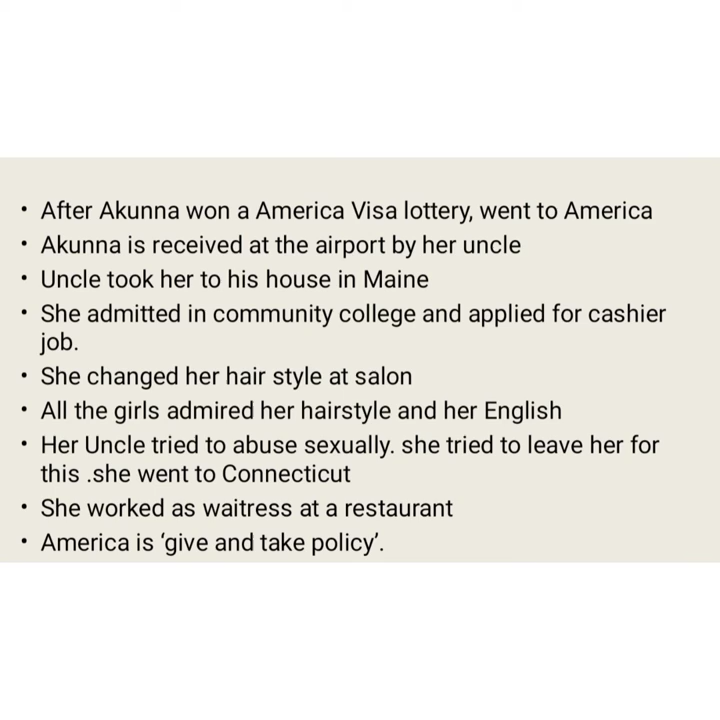 • After Akunna won a America Visa lottery, went to America
• Akunna is received at the airport by her uncle
• Uncle took her to his house in Maine
• She admitted in community college and applied for cashier
job.
• She changed her hair style at salon
• All the girls admired her hairstyle and her English
• Her Uncle tried to abuse sexually. she tried to leave her for
this .she went to Connecticut
• She worked as waitress at a restaurant
• America is ‘give and take policy’.